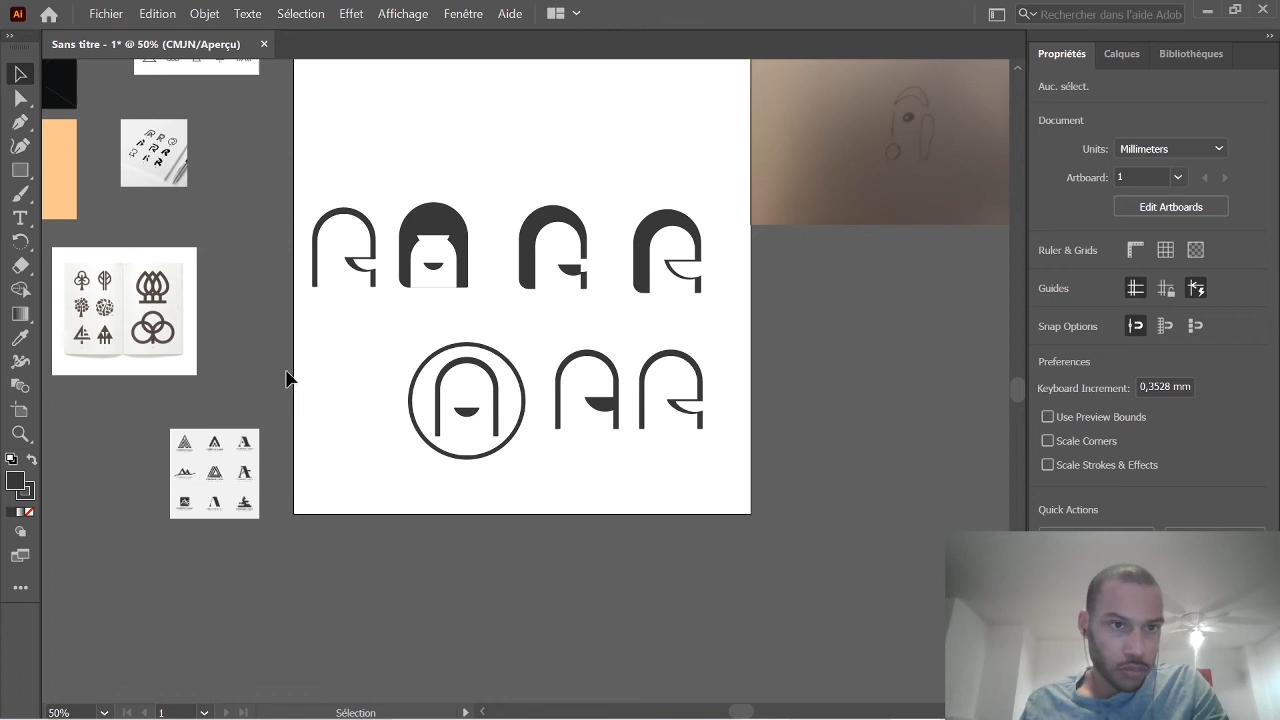 Ai
Fichier Edition Objet Texte Sélection Effet Affichage Fenêtre Aide
Rechercher dans l'aide Adob
Sans titre - 1* @ 50% (CMJN/Aperçu)
Propriétés Calques Bibliothèques
Auc. sélect.
Document
Units: Millimeters
Artboard: 1
Edit Artboards
Ruler & Grids
Guides
Snap Options
Preferences
Keyboard Increment: 0,3528 mm
Use Preview Bounds
Scale Corners
Scale Strokes & Effects
Quick Actions
50% 1 Sélection